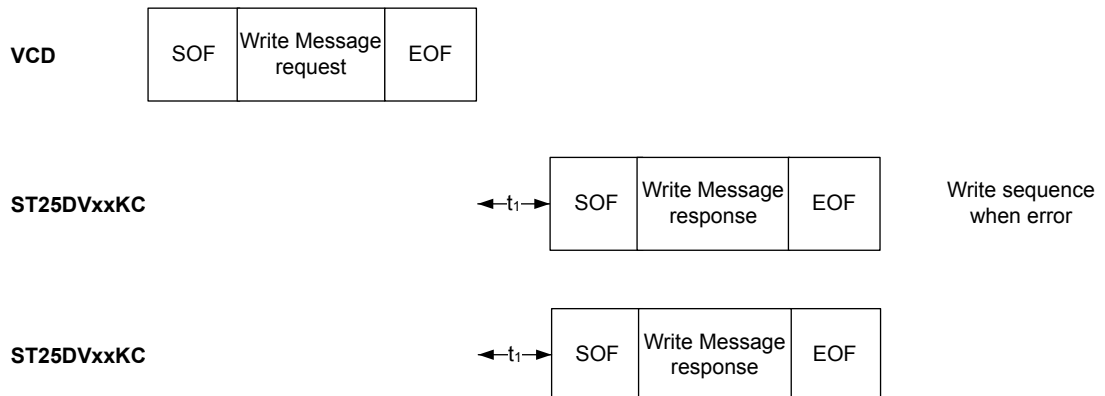 VCD
SOF
Write Message
request
EOF
ST25DVxxKC
t₁
SOF
Write Message
response
EOF
Write sequence
when error
ST25DVxxKC
t₁
SOF
Write Message
response
EOF